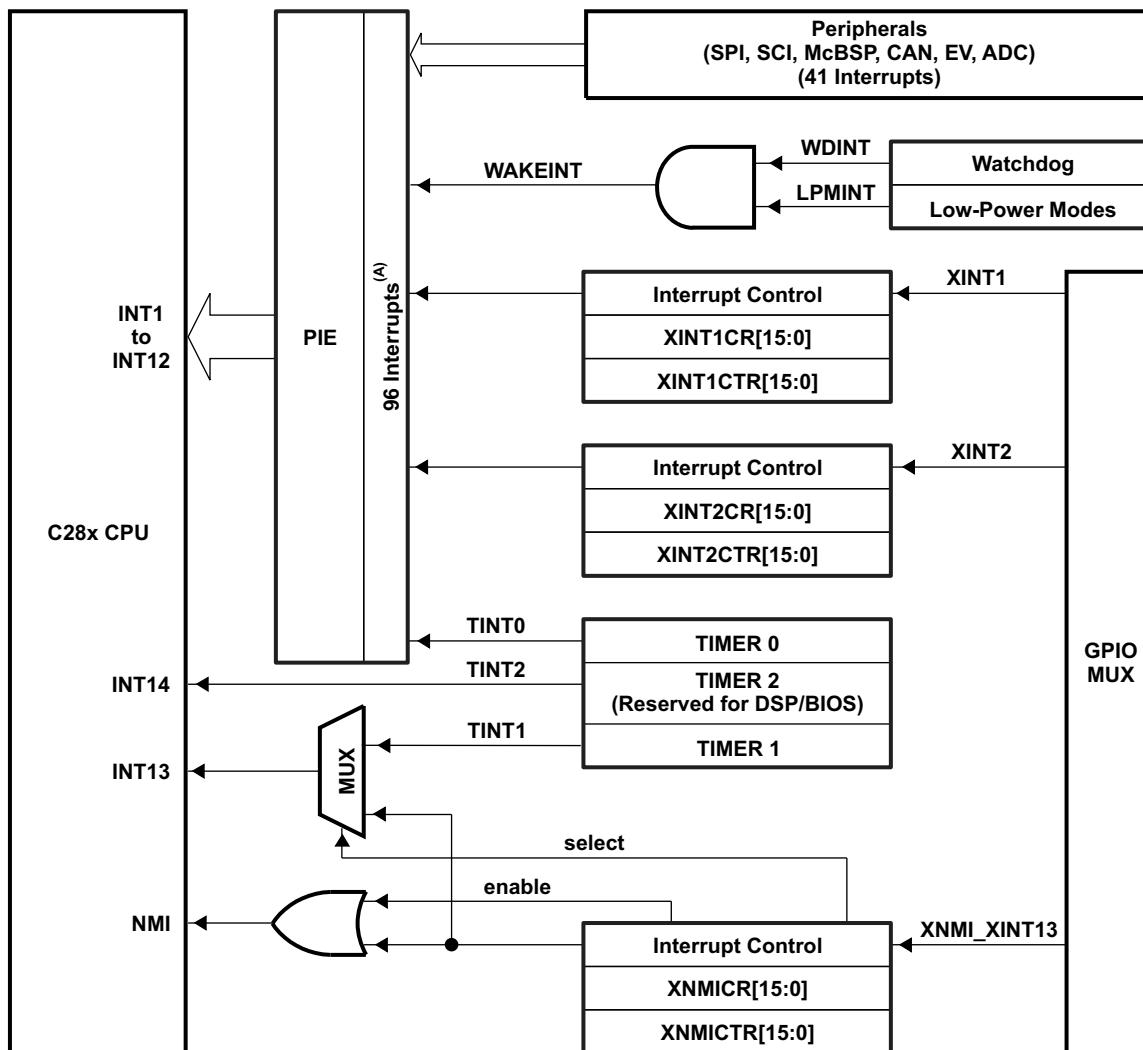 Peripherals
(SPI, SCI, McBSP, CAN, EV, ADC)
(41 Interrupts)
WDINT
Watchdog
WAKEINT
LPMINT
Low-Power Modes
96 Interrupts(A)
Interrupt Control
XINT1
XINT1CR[15:0]
XINT1CTR[15:0]
INT1
to
INT12
PIE
Interrupt Control
XINT2
XINT2CR[15:0]
XINT2CTR[15:0]
C28x CPU
TINT0
TIMER 0
GPIO
MUX
INT14
TINT2
TIMER 2
(Reserved for DSP/BIOS)
TINT1
TIMER 1
INT13
MUX
select
enable
NMI
Interrupt Control
XNMI_XINT13
XNMICR[15:0]
XNMICTR[15:0]